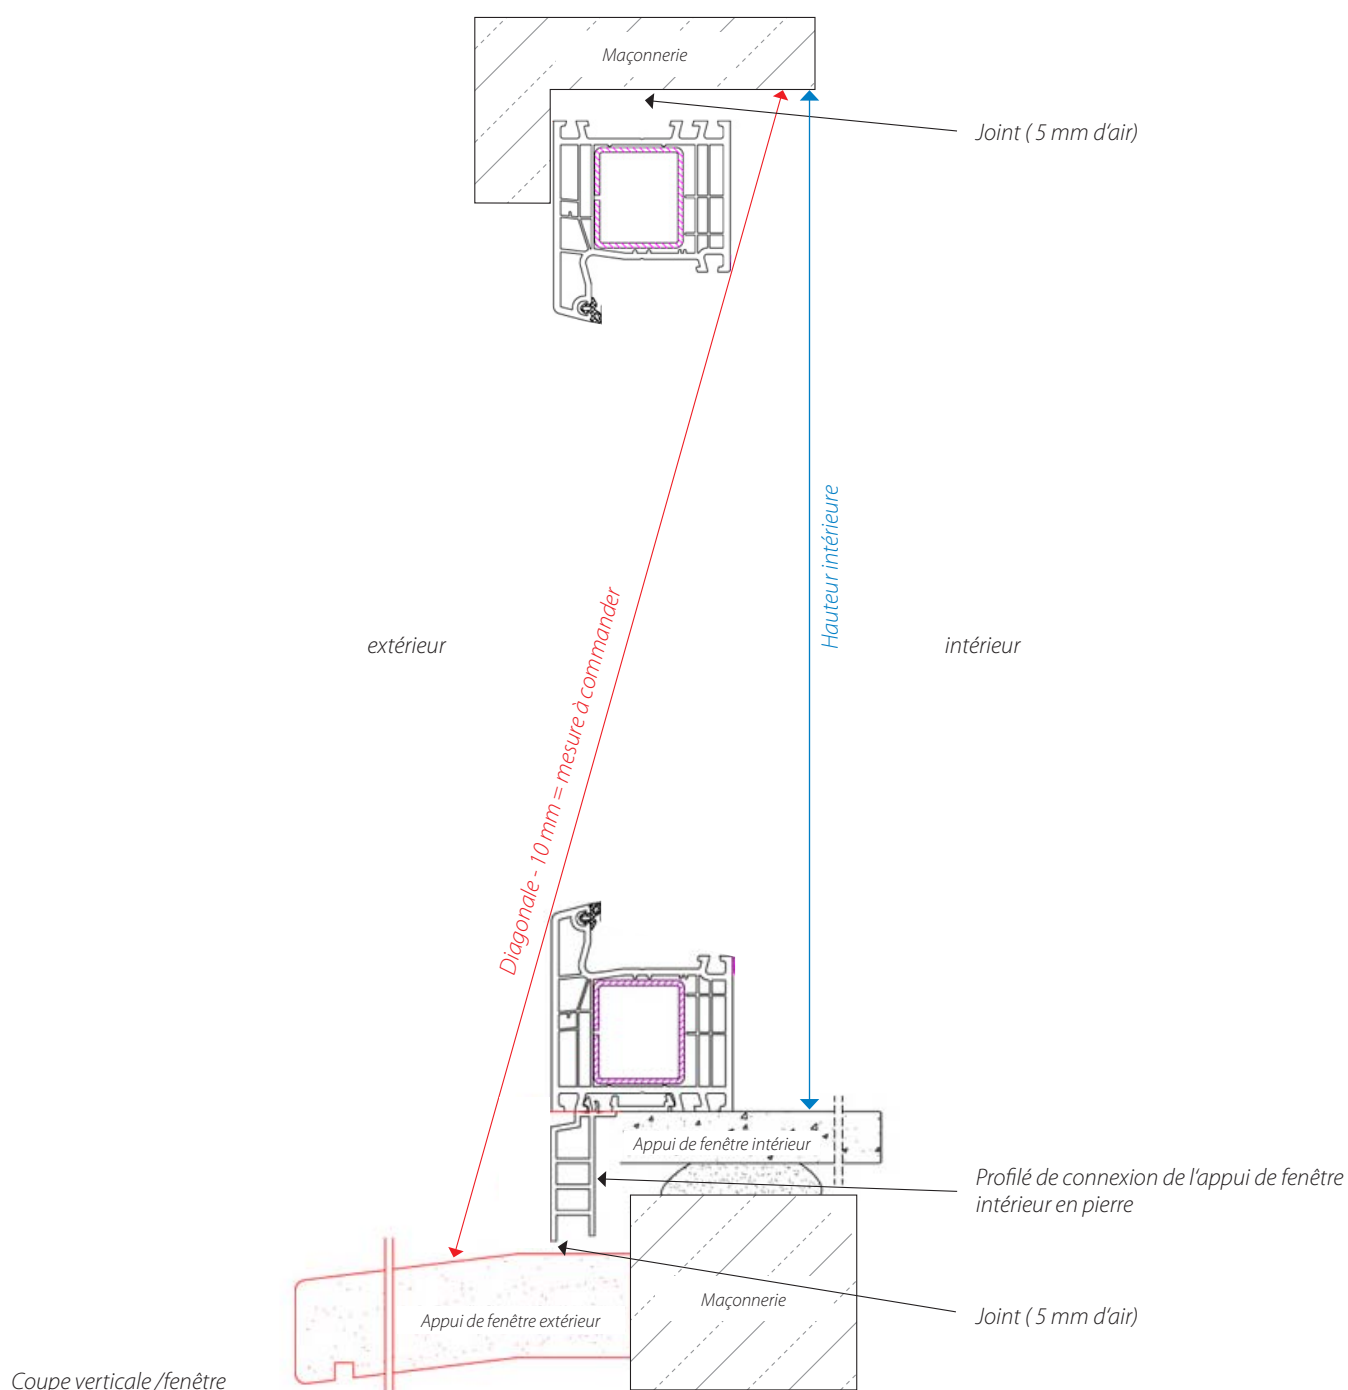 Maçonnerie
Joint ( 5 mm d'air)
Hauteur intérieure
extérieur
intérieur
Diagonale - 10 mm = mesure à commander
Appui de fenêtre intérieur
Profilé de connexion de l'appui de fenêtre
intérieur en pierre
Maçonnerie
Joint ( 5 mm d'air)
Appui de fenêtre extérieur
Coupe verticale /fenêtre